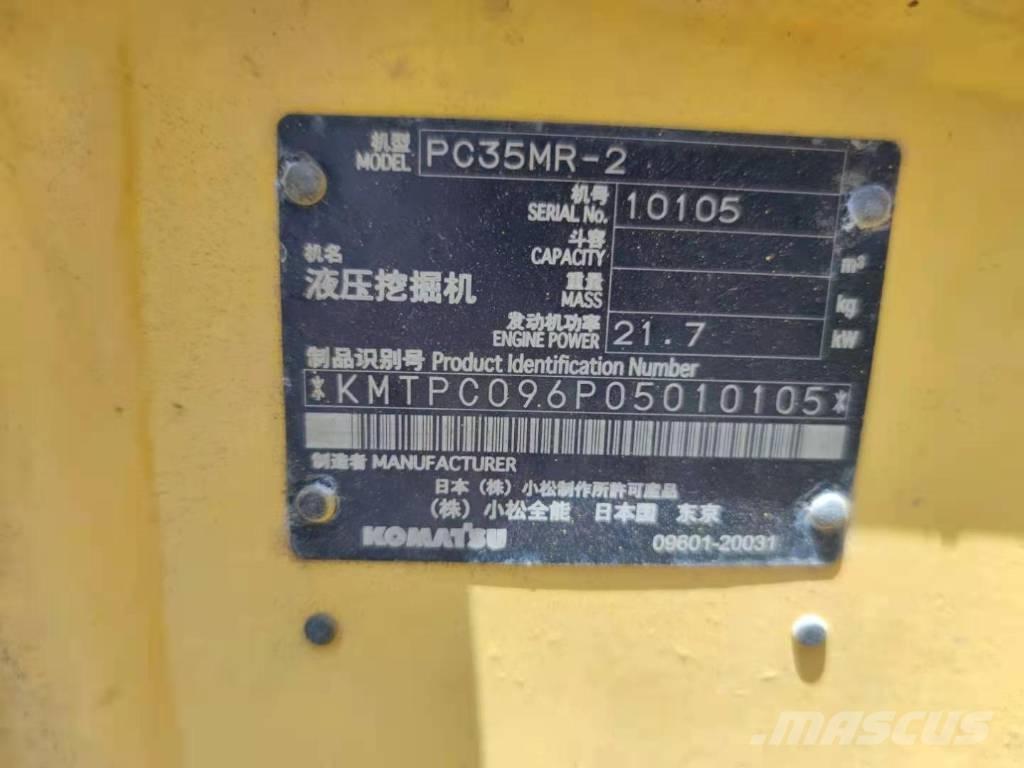 机型
MODEL PC35MR-2
机号
SERIAL No. 10105
斗容
CAPACITY m³
机名
液压挖掘机
重量
MASS kg
发动机功率
ENGINE POWER 21.7 kW
制品识别号 Product Identification Number
*KMTPC096P05010105*
制造者 MANUFACTURER
日本（株）小松制作所許可產品
（株）小松全能 日本国 东京
KOMATSU 09601-20031
MASCUS